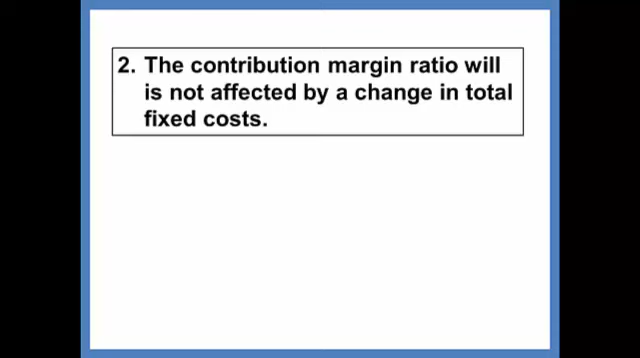 2. The contribution margin ratio will
is not affected by a change in total
fixed costs.